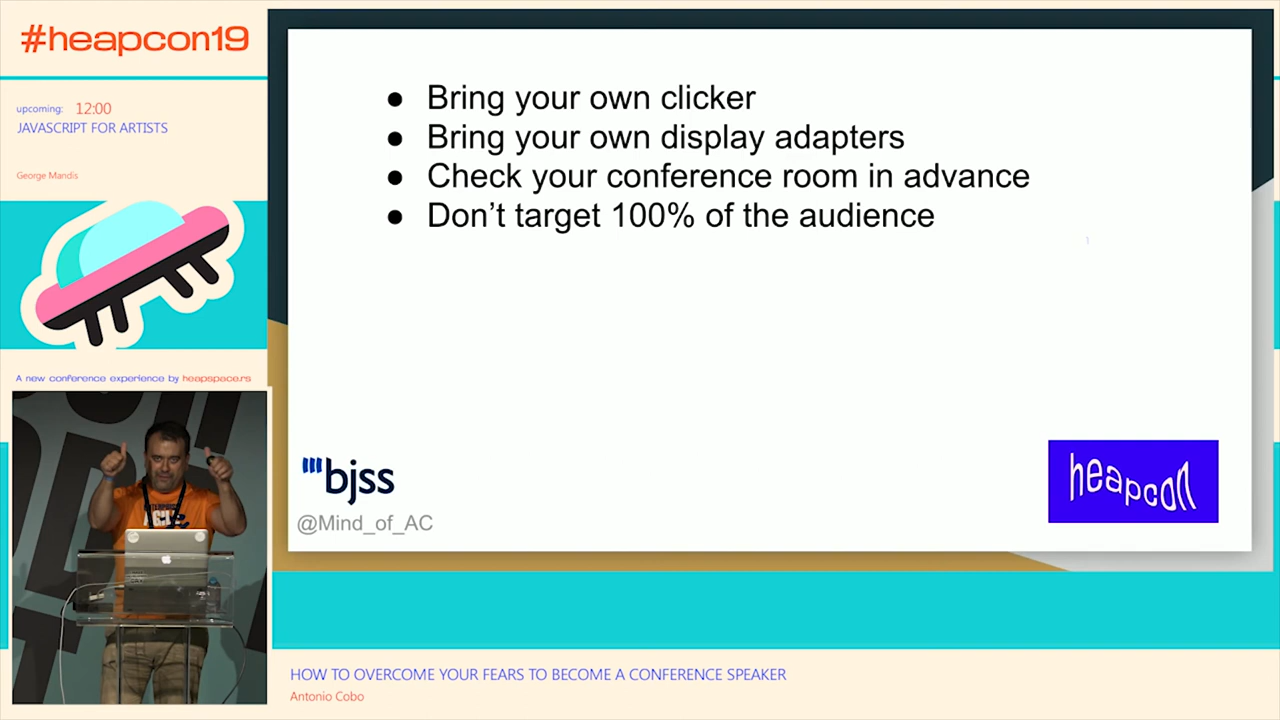 #heapcon19
upcoming: 12:00
JAVASCRIPT FOR ARTISTS
George Mandis
A new conference experience by heapspace.rs
● Bring your own clicker
● Bring your own display adapters
● Check your conference room in advance
● Don’t target 100% of the audience
1
bjss
@Mind_of_AC
heapcon
HOW TO OVERCOME YOUR FEARS TO BECOME A CONFERENCE SPEAKER
Antonio Cobo